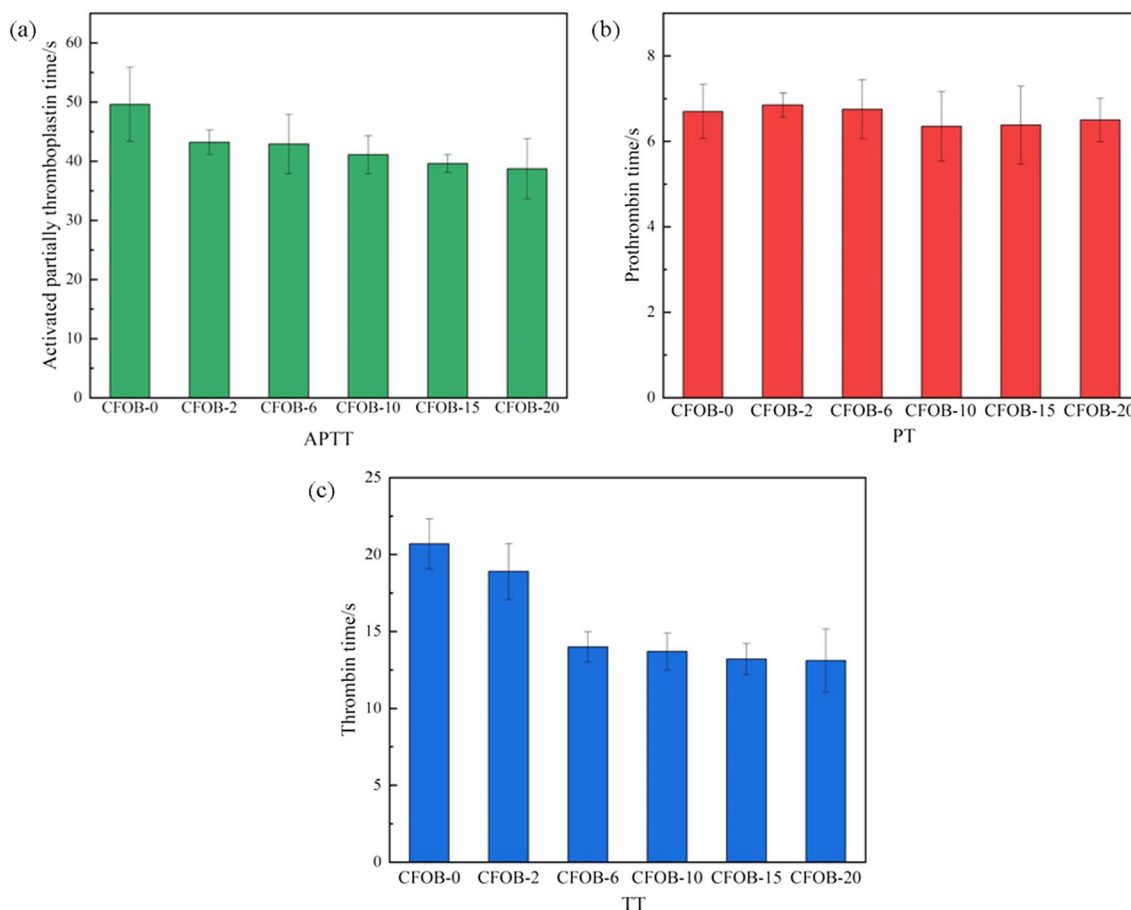 (a)
Activated partially thromboplastin time/s
60
50
40
30
20
10
0
CFOB-0 CFOB-2 CFOB-6 CFOB-10 CFOB-15 CFOB-20
APTT
(b)
Prothrombin time/s
8
6
4
2
0
CFOB-0 CFOB-2 CFOB-6 CFOB-10 CFOB-15 CFOB-20
PT
(c)
Thrombin time/s
25
20
15
10
5
0
CFOB-0 CFOB-2 CFOB-6 CFOB-10 CFOB-15 CFOB-20
TT